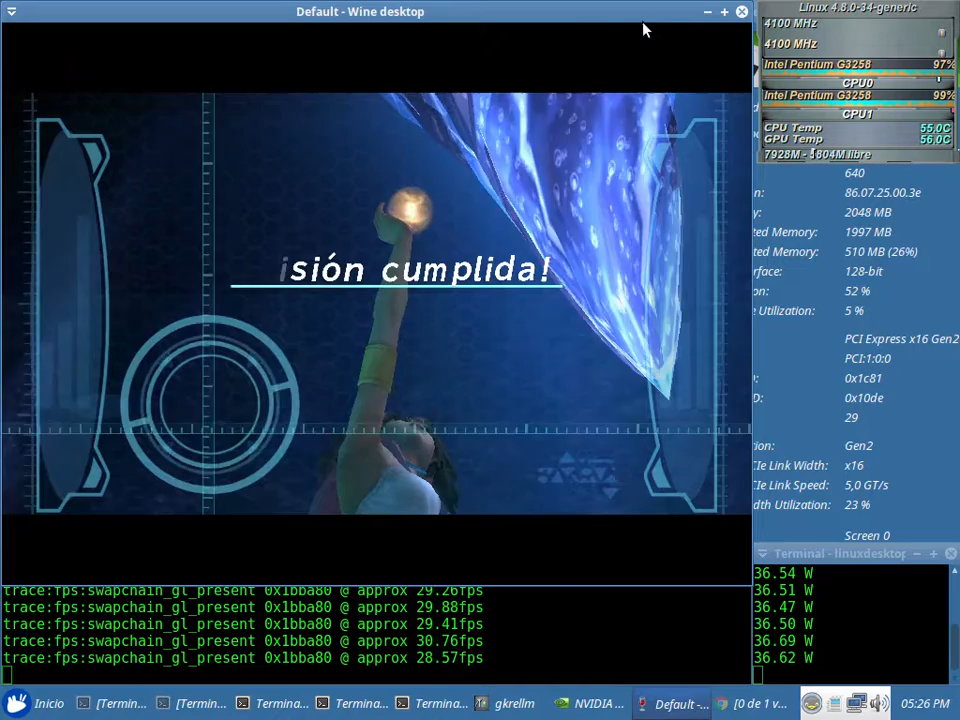 Default - Wine desktop
¡sión cumplida!
trace:fps:swapchain_gl_present 0x1bba80 @ approx 29.26fps
trace:fps:swapchain_gl_present 0x1bba80 @ approx 29.88fps
trace:fps:swapchain_gl_present 0x1bba80 @ approx 29.41fps
trace:fps:swapchain_gl_present 0x1bba80 @ approx 30.76fps
trace:fps:swapchain_gl_present 0x1bba80 @ approx 28.57fps
Linux 4.8.0-34-generic
4100 MHz
4100 MHz
Intel Pentium G3258 97%
CPU0
Intel Pentium G3258 99%
CPU1
CPU Temp 55.0C
GPU Temp 56.0C
7928M - 5804M libre
640
n: 86.07.25.00.3e
y: 2048 MB
ted Memory: 1997 MB
ted Memory: 510 MB (26%)
rface: 128-bit
on: 52 %
e Utilization: 5 %
PCI Express x16 Gen2
PCI:1:0:0
): 0x1c81
D: 0x10de
29
ion: Gen2
CIe Link Width: x16
CIe Link Speed: 5,0 GT/s
dth Utilization: 23 %
Screen 0
Terminal - linuxdesktop
36.54 W
36.51 W
36.47 W
36.50 W
36.69 W
36.62 W
Inicio [Termin... [Termin... Termina... Termina... Termina... gkrellm NVIDIA ... Default -... [0 de 1 v... 05:26 PM